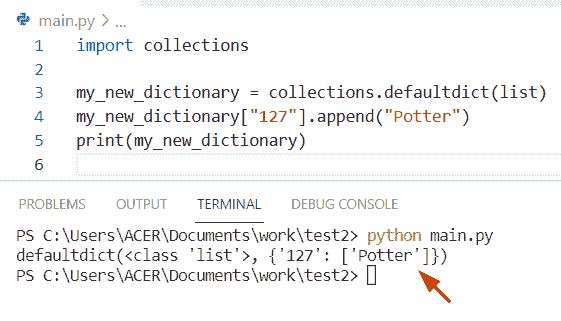 main.py > ...
1 import collections
2
3 my_new_dictionary = collections.defaultdict(list)
4 my_new_dictionary["127"].append("Potter")
5 print(my_new_dictionary)
6
PROBLEMS OUTPUT TERMINAL DEBUG CONSOLE
PS C:\Users\ACER\Documents\work\test2> python main.py
defaultdict(<class 'list'>, {'127': ['Potter']})
PS C:\Users\ACER\Documents\work\test2>